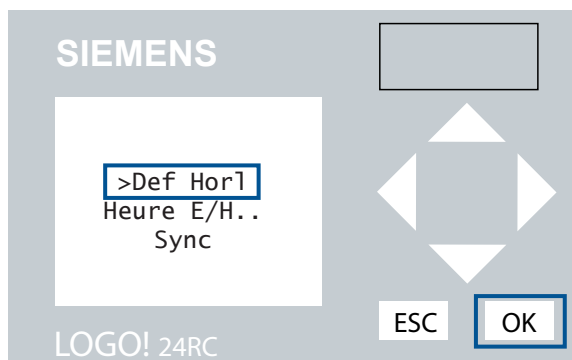 SIEMENS
>Def Horl
Heure E/H..
Sync
ESC
OK
LOGO! 24RC